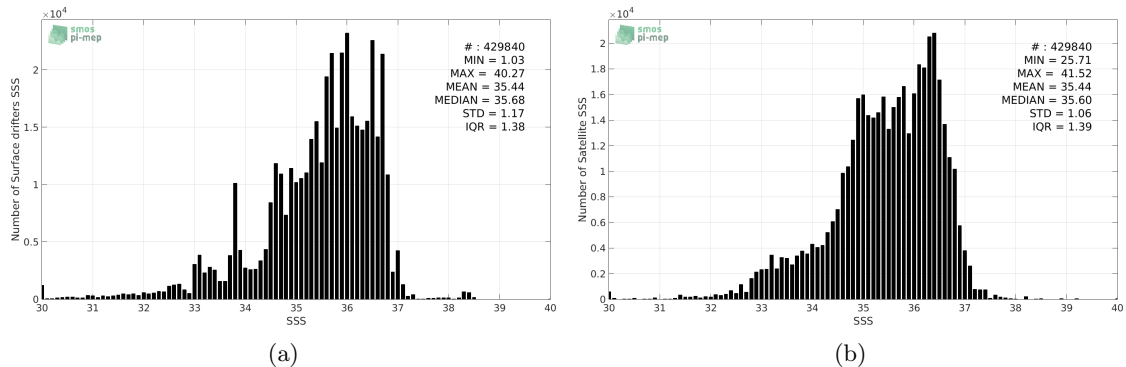 ×10⁴
smos
pi-mep
# : 429840
MIN = 1.03
MAX = 40.27
MEAN = 35.44
MEDIAN = 35.68
STD = 1.17
IQR = 1.38
Number of Surface drifters SSS
2
1.5
1
0.5
0
30 31 32 33 34 35 36 37 38 39 40
SSS
(a)
×10⁴
smos
pi-mep
# : 429840
MIN = 25.71
MAX = 41.52
MEAN = 35.44
MEDIAN = 35.60
STD = 1.06
IQR = 1.39
Number of Satellite SSS
2
1.8
1.6
1.4
1.2
1
0.8
0.6
0.4
0.2
0
30 31 32 33 34 35 36 37 38 39 40
SSS
(b)